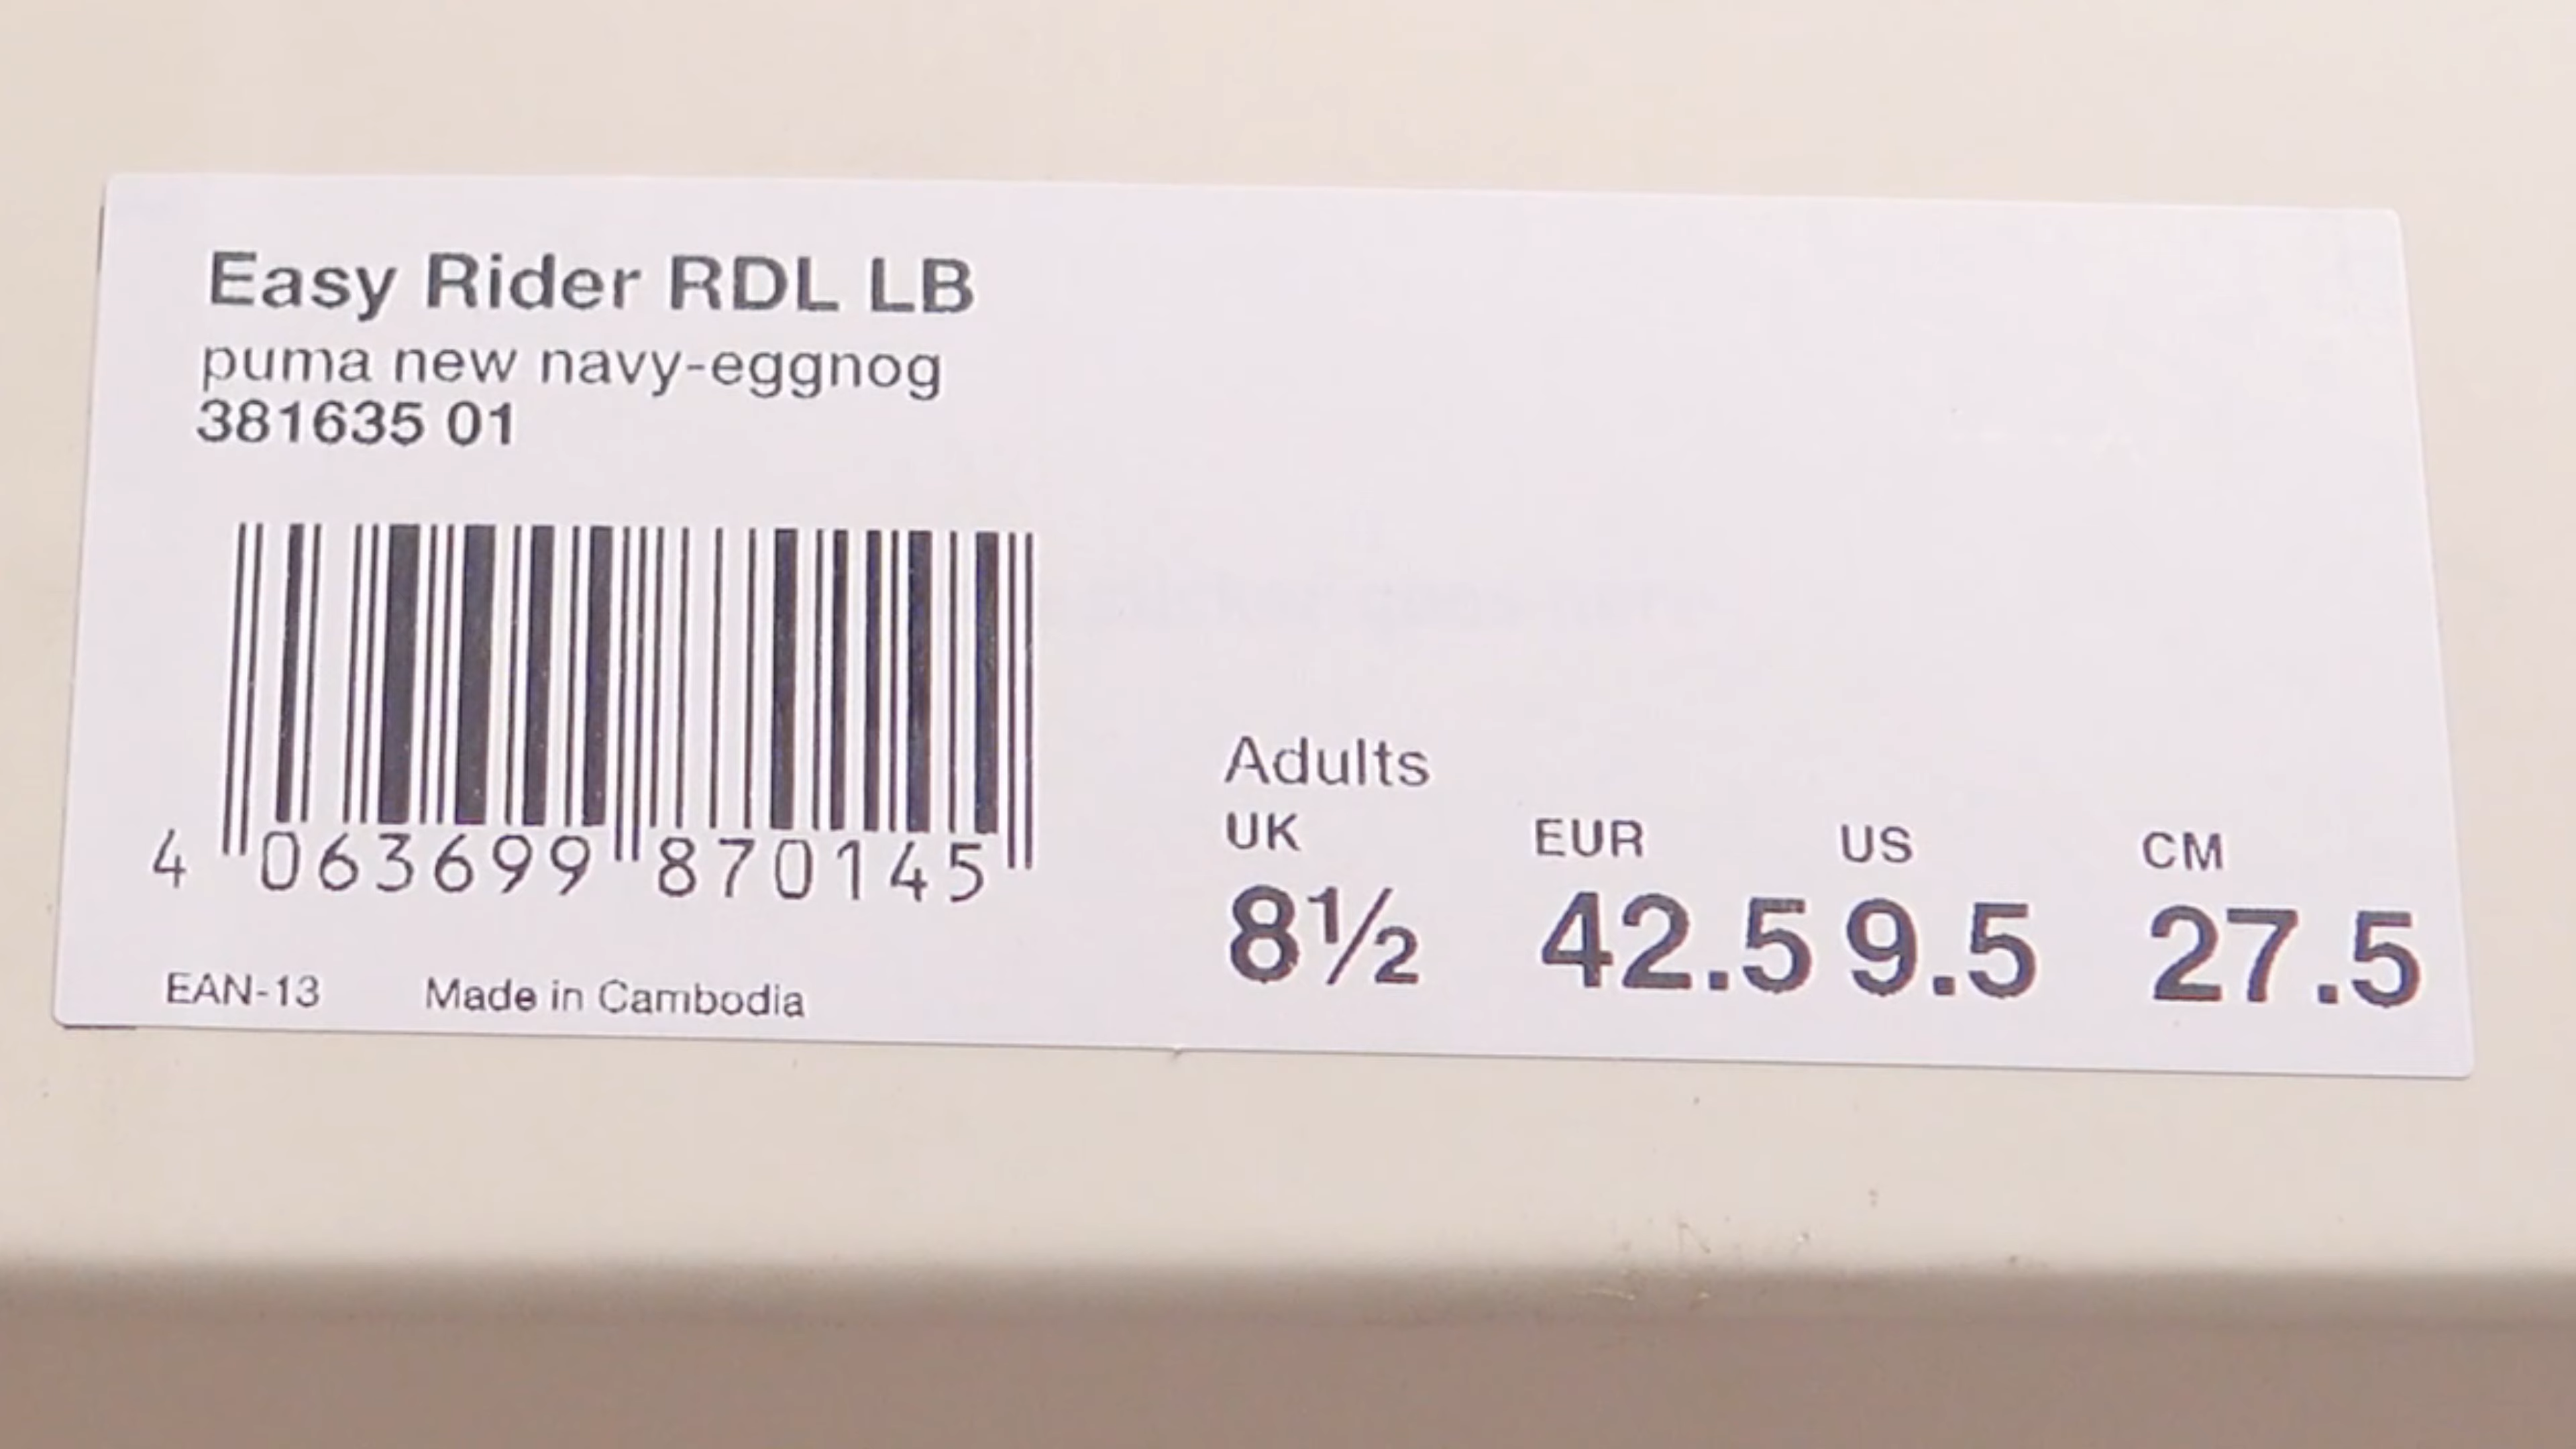 Easy Rider RDL LB
puma new navy-eggnog
381635 01
4 063699 870145
EAN-13 Made in Cambodia
Adults
UK EUR US CM
8½ 42.5 9.5 27.5